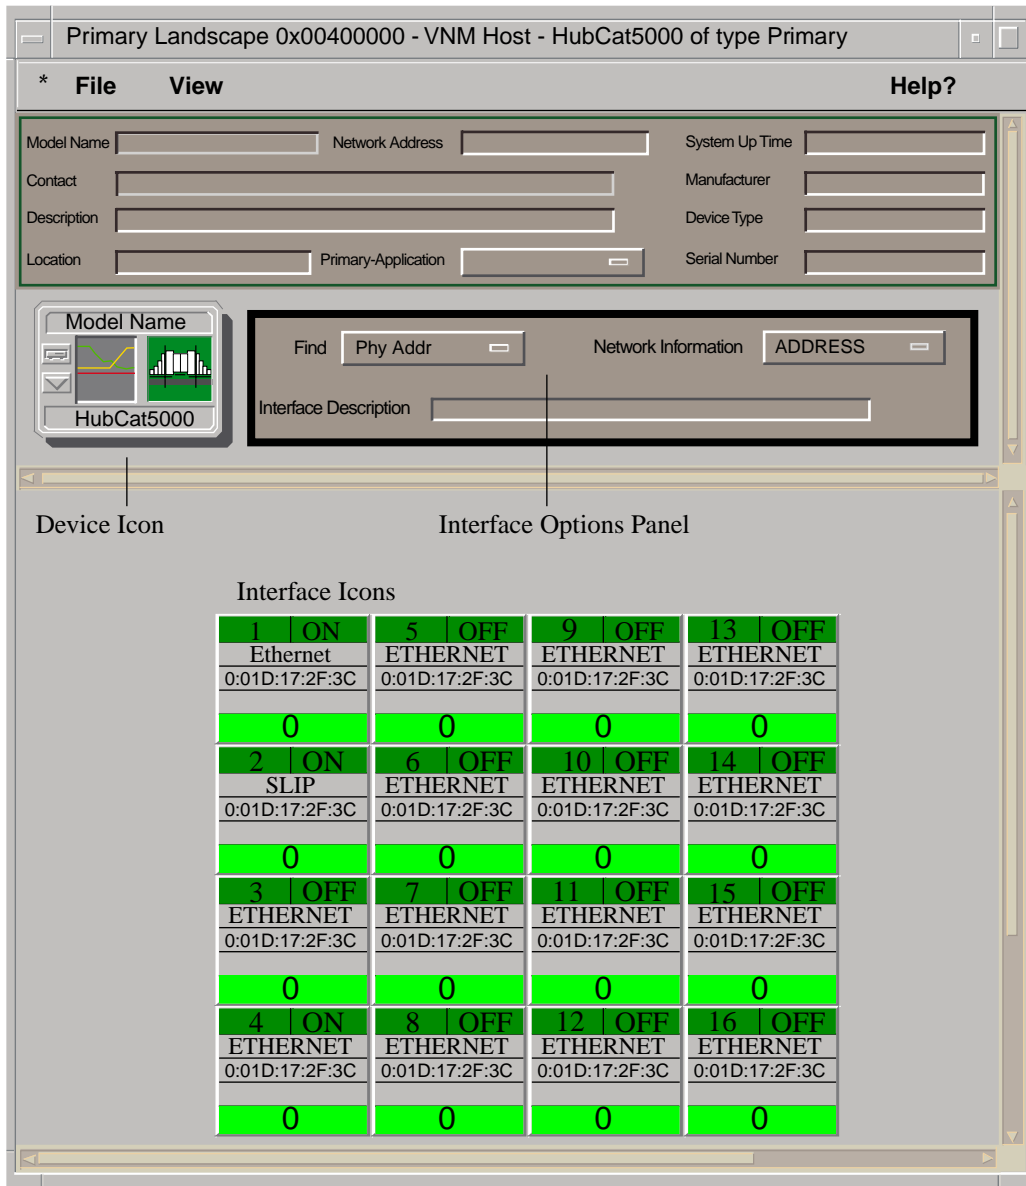 Primary Landscape 0x00400000 - VNM Host - HubCat5000 of type Primary
* File View Help?
Model Name Network Address System Up Time
Contact Manufacturer
Description Device Type
Location Primary-Application Serial Number
Model Name
HubCat5000
Find Phy Addr Network Information ADDRESS
Interface Description
Device Icon Interface Options Panel
Interface Icons
1 ON 5 OFF 9 OFF 13 OFF
Ethernet ETHERNET ETHERNET ETHERNET
0:01D:17:2F:3C 0:01D:17:2F:3C 0:01D:17:2F:3C 0:01D:17:2F:3C
0 0 0 0
2 ON 6 OFF 10 OFF 14 OFF
SLIP ETHERNET ETHERNET ETHERNET
0:01D:17:2F:3C 0:01D:17:2F:3C 0:01D:17:2F:3C 0:01D:17:2F:3C
0 0 0 0
3 OFF 7 OFF 11 OFF 15 OFF
ETHERNET ETHERNET ETHERNET ETHERNET
0:01D:17:2F:3C 0:01D:17:2F:3C 0:01D:17:2F:3C 0:01D:17:2F:3C
0 0 0 0
4 ON 8 OFF 12 OFF 16 OFF
ETHERNET ETHERNET ETHERNET ETHERNET
0:01D:17:2F:3C 0:01D:17:2F:3C 0:01D:17:2F:3C 0:01D:17:2F:3C
0 0 0 0